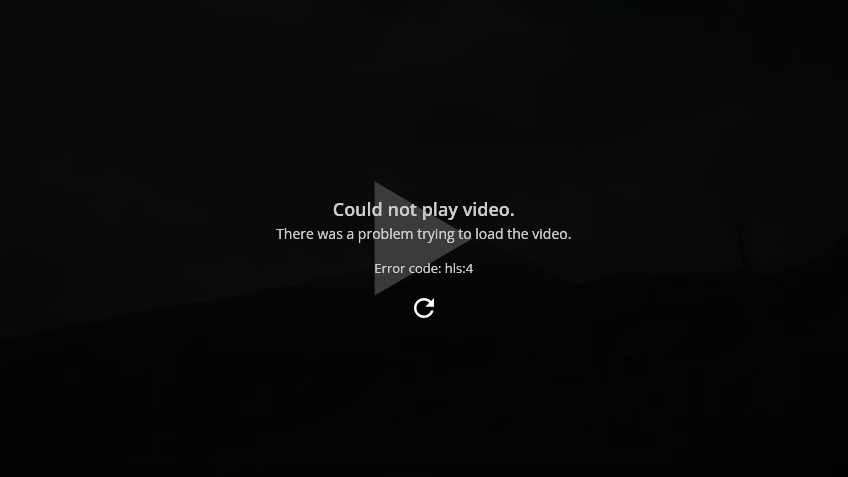 Could not play video.
There was a problem trying to load the video.
Error code: hls:4